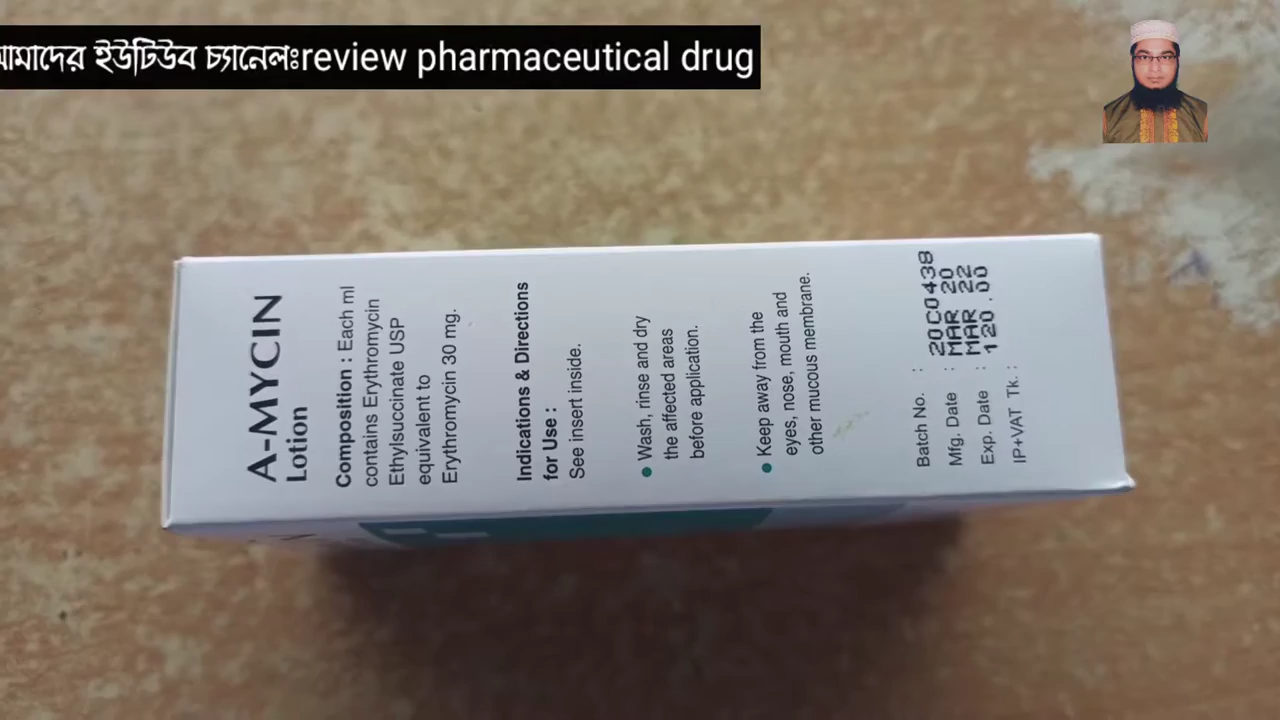 আমাদের ইউটিউব চ্যানেলঃreview pharmaceutical drug
A-MYCIN
Lotion
Composition : Each ml
contains Erythromycin
Ethylsuccinate USP
equivalent to
Erythromycin 30 mg.
Indications & Directions
for Use :
See insert inside.
● Wash, rinse and dry
the affected areas
before application.
● Keep away from the
eyes, nose, mouth and
other mucous membrane.
Batch No. : 20C0438
Mfg. Date : MAR 20
Exp. Date : MAR 22
IP+VAT Tk. : 120.00